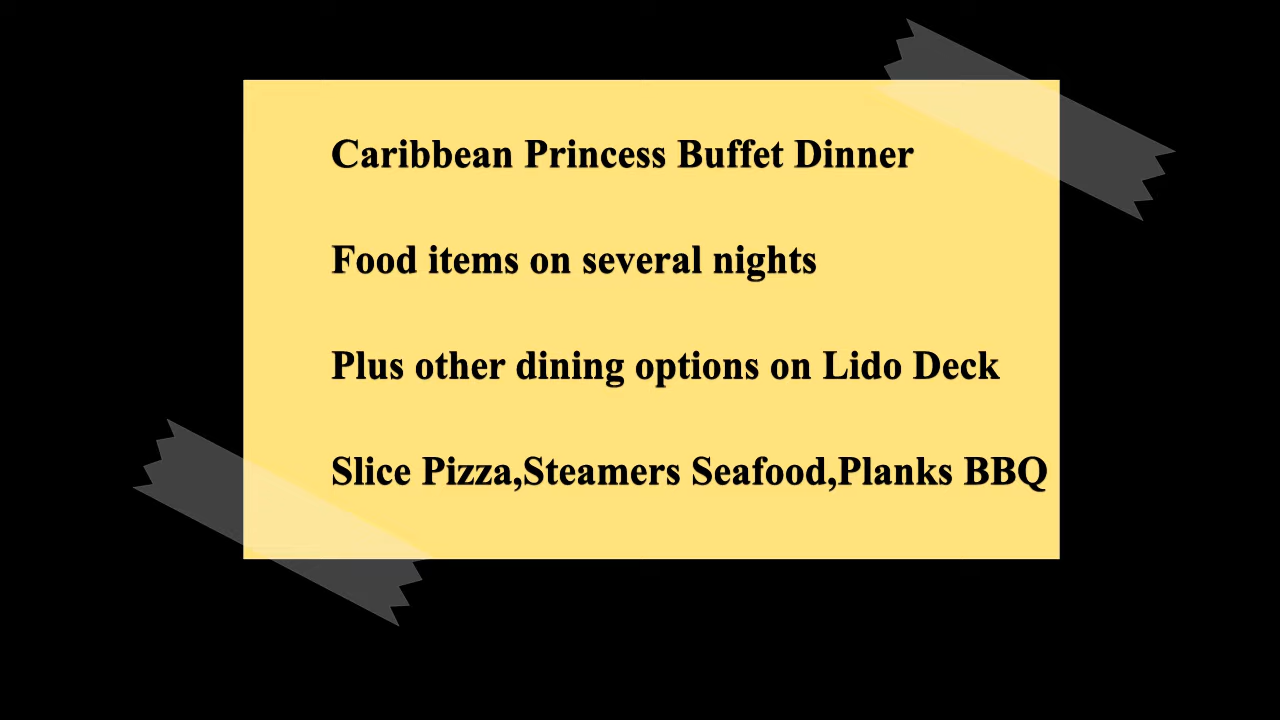 Caribbean Princess Buffet Dinner
Food items on several nights
Plus other dining options on Lido Deck
Slice Pizza,Steamers Seafood,Planks BBQ